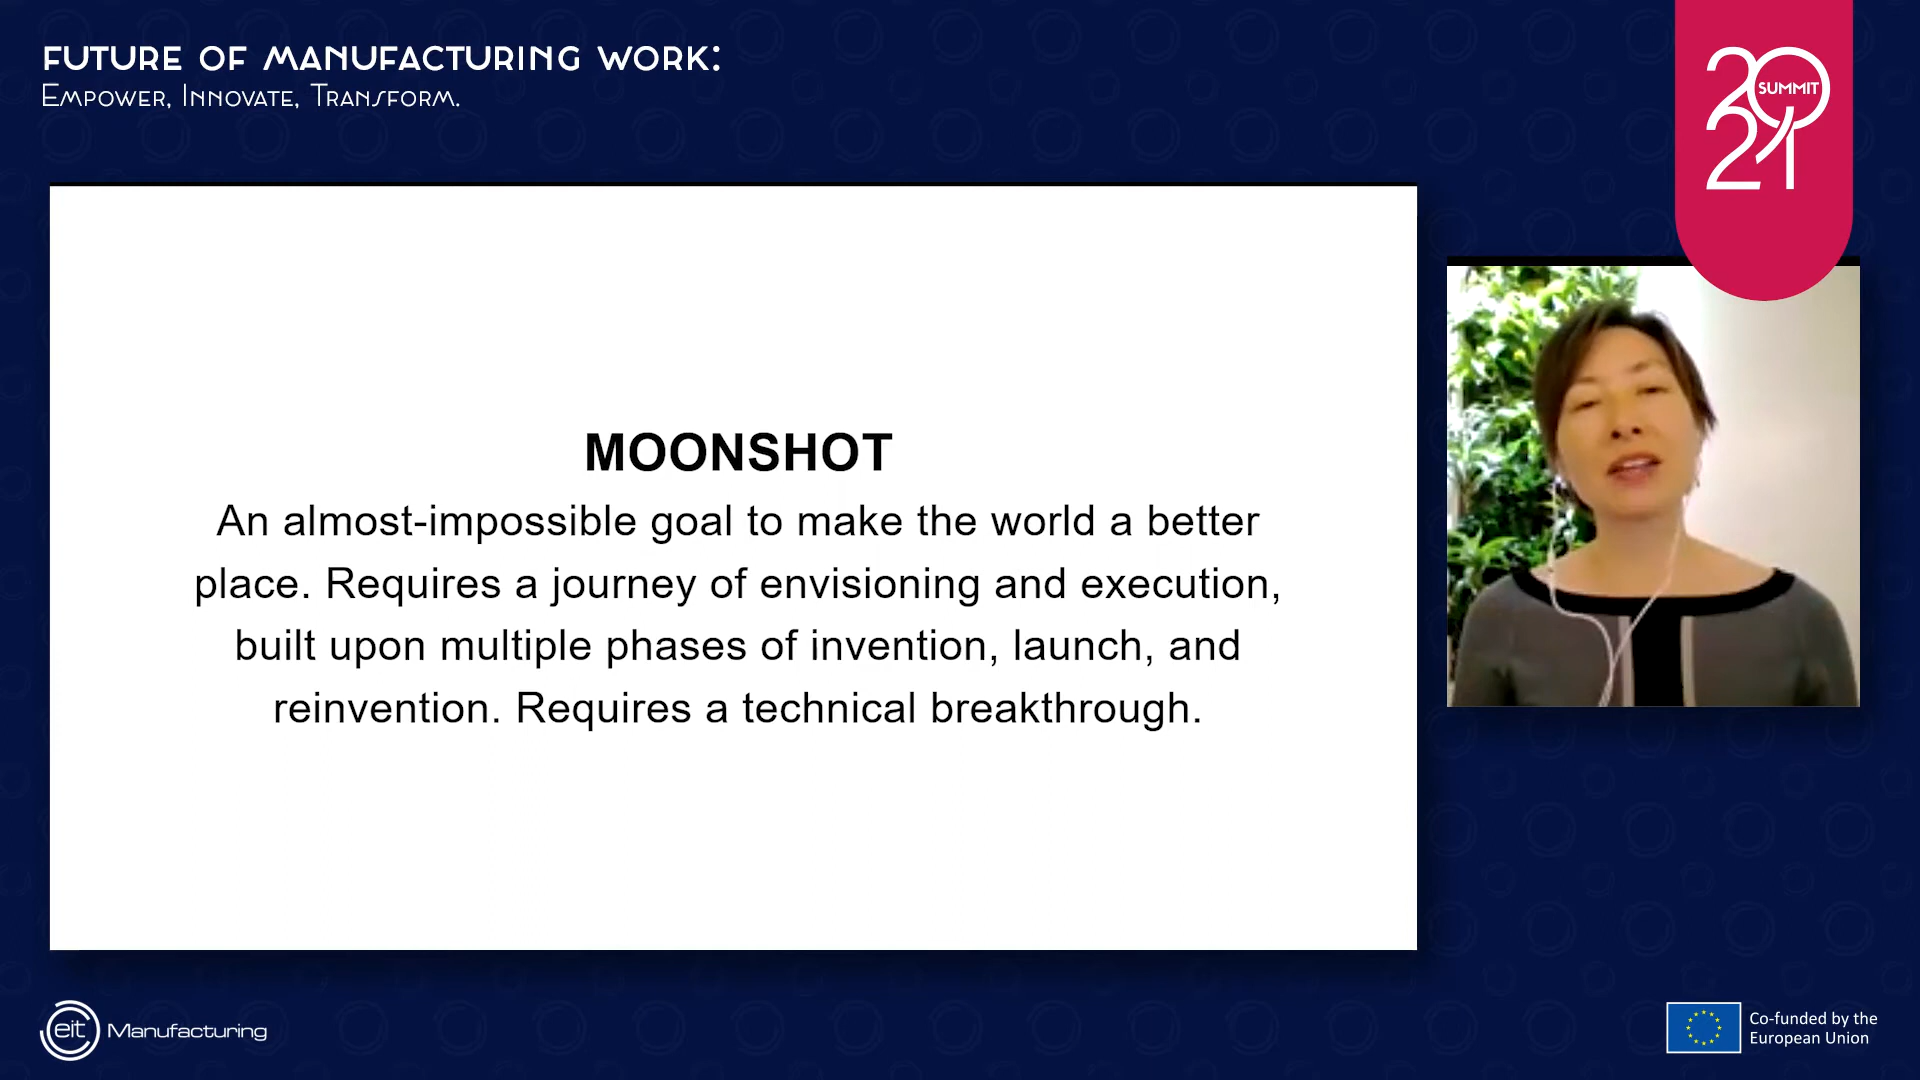 FUTURE OF MANUFACTURING WORK:
EMPOWER, INNOVATE, TRANSFORM.
20
SUMMIT
21
MOONSHOT
An almost-impossible goal to make the world a better
place. Requires a journey of envisioning and execution,
built upon multiple phases of invention, launch, and
reinvention. Requires a technical breakthrough.
eit Manufacturing
Co-funded by the
European Union